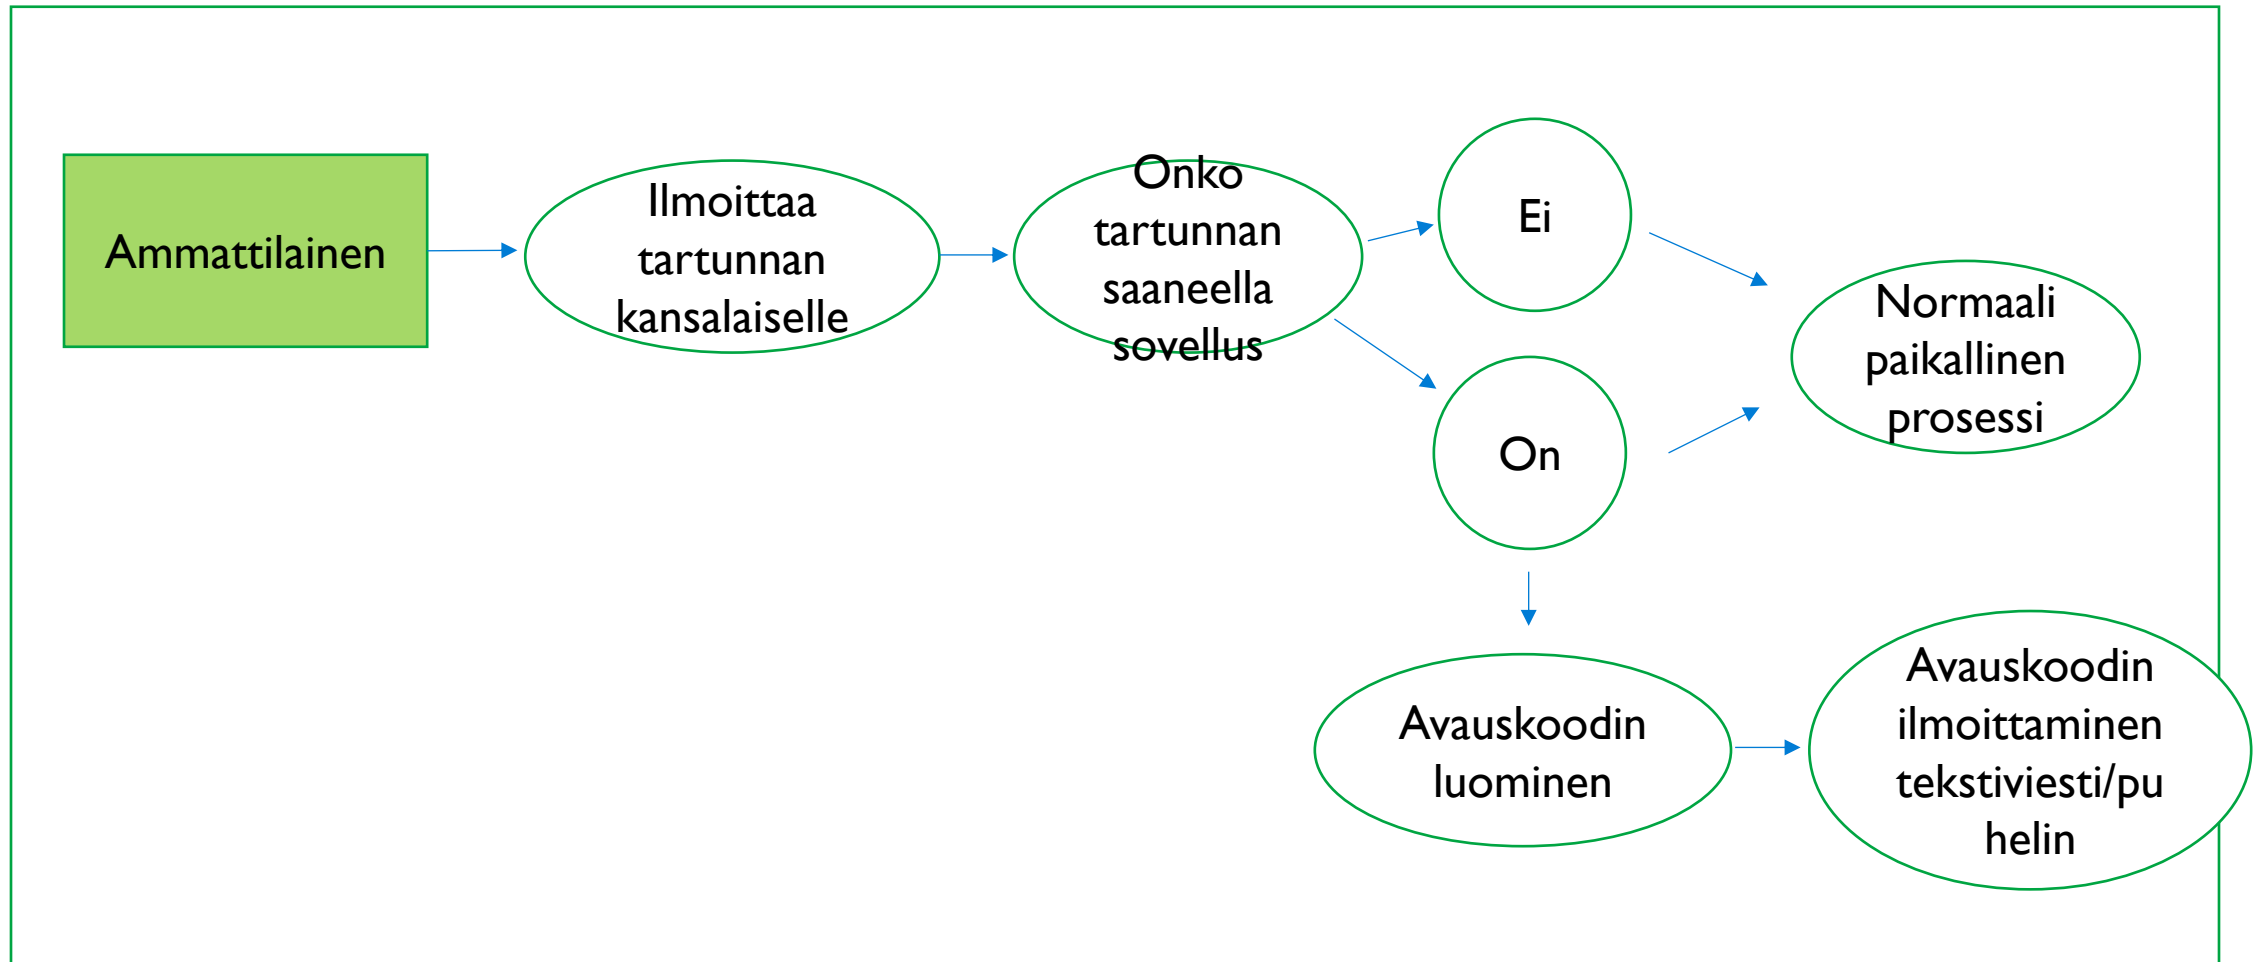 Ammattilainen
Ilmoittaa
tartunnan
kansalaiselle
Onko
tartunnan
saaneella
sovellus
Ei
On
Normaali
paikallinen
prosessi
Avauskoodin
luominen
Avauskoodin
ilmoittaminen
tekstiviesti/pu
helin